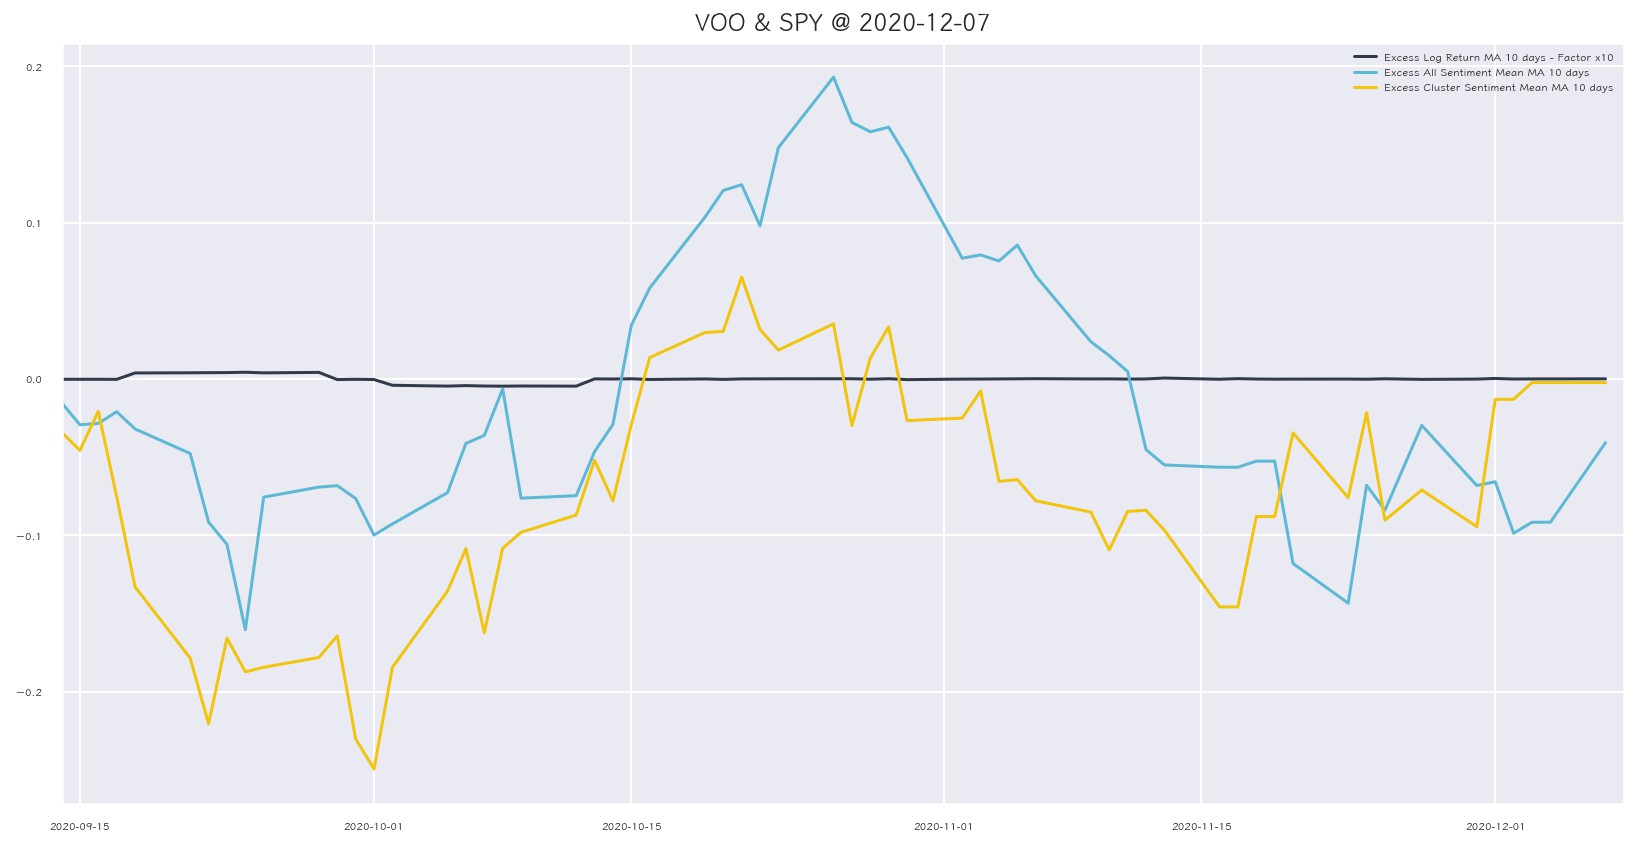 VOO & SPY @ 2020-12-07
Excess Log Return MA 10 days - Factor x10
Excess All Sentiment Mean MA 10 days
Excess Cluster Sentiment Mean MA 10 days
0.2
0.1
0.0
−0.1
−0.2
2020-09-15
2020-10-01
2020-10-15
2020-11-01
2020-11-15
2020-12-01